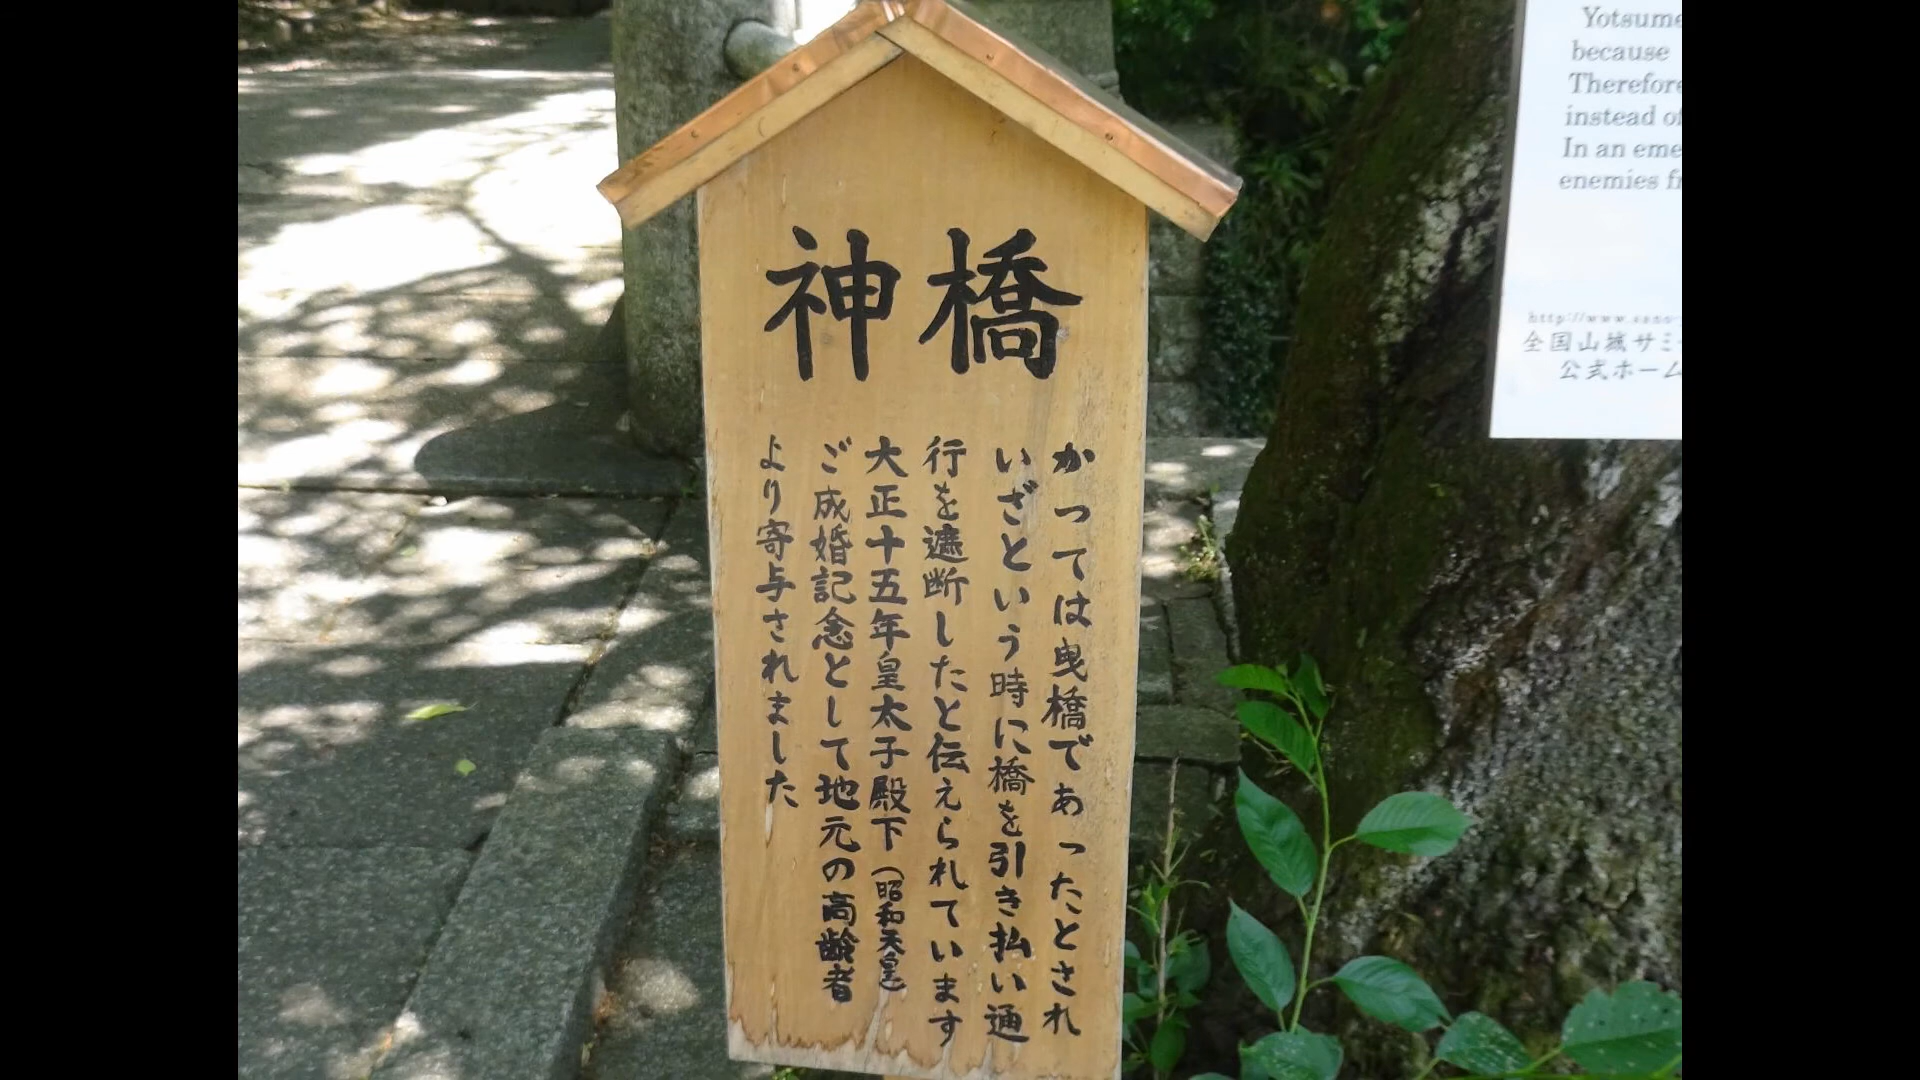 神橋
かつては曳橋であったとされ
いざという時に橋を引き払い通
行を遮断したと伝えられています
大正十五年皇太子殿下(昭和天皇)
ご成婚記念として地元の高齢者
より寄与されました
Yotsume
because
Therefore
instead of
In an eme
enemies fr
http://www.sano
全国山城サミ
公式ホーム